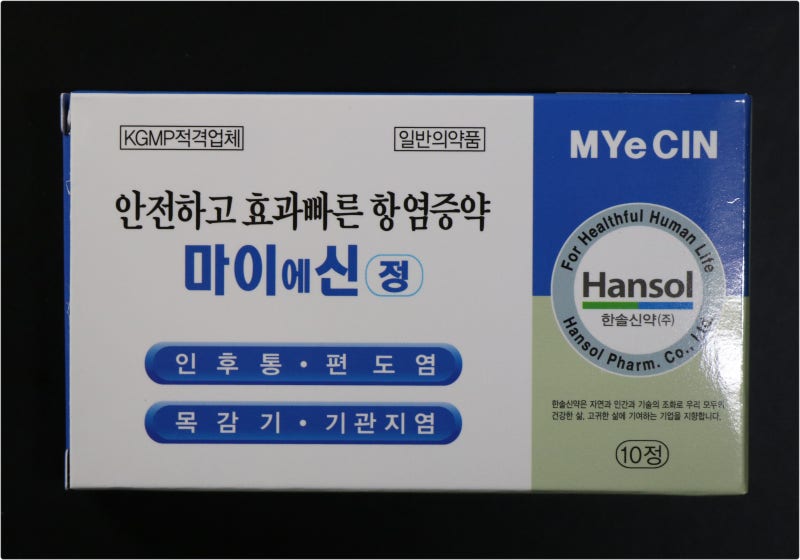 KGMP적격업체
일반의약품
안전하고 효과빠른 항염증약
마이에신 정
인후통·편도염
목감기·기관지염
MYe CIN
For Healthful Human Life
Hansol
한솔신약(주)
Hansol Pharm. Co., Ltd.
한솔신약은 자연과 인간과 기술의 조화로 우리 모두의
건강한 삶, 고귀한 삶에 기여하는 기업을 지향합니다.
10정